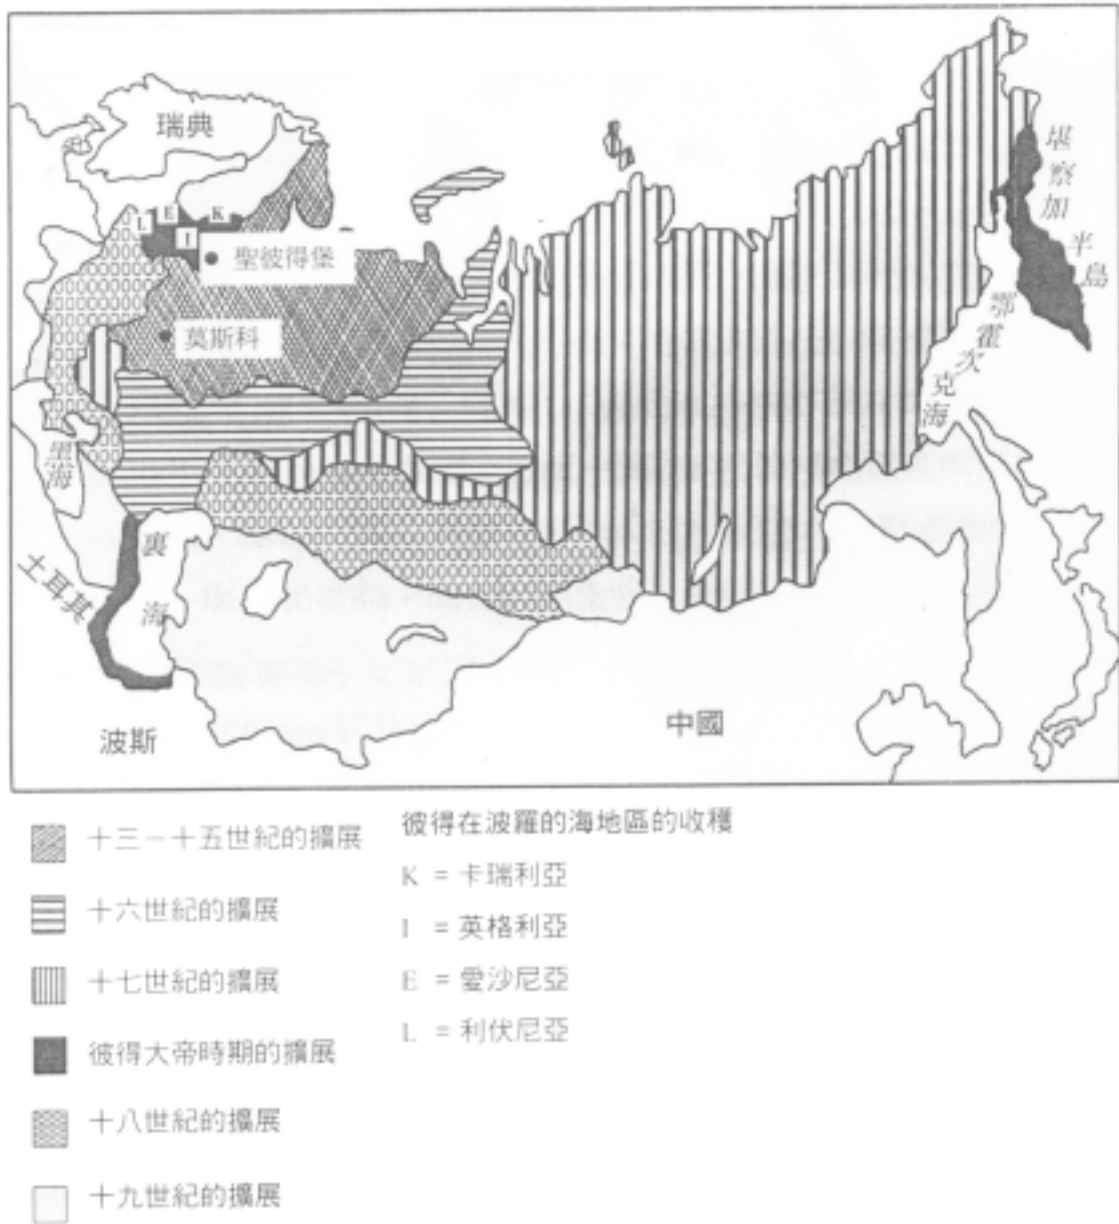 瑞典
L
E
K
I
聖彼得堡
莫斯科
堪察加半島
鄂霍次克海
黑海
裏海
土耳其
波斯
中國
十三－十五世紀的擴展
十六世紀的擴展
十七世紀的擴展
彼得大帝時期的擴展
十八世紀的擴展
十九世紀的擴展
彼得在波羅的海地區的收穫
K = 卡瑞利亞
I = 英格利亞
E = 愛沙尼亞
L = 利伏尼亞